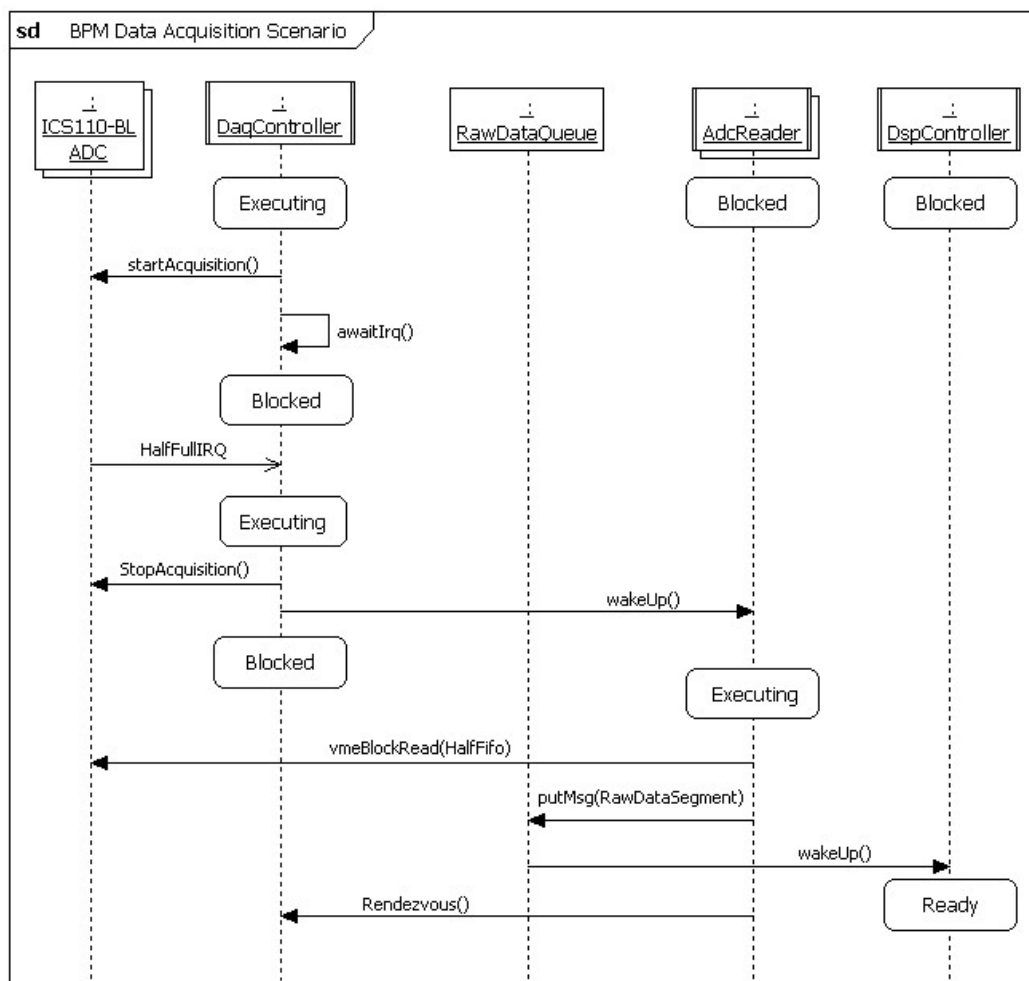 sd BPM Data Acquisition Scenario
:
ICS110-BL
ADC
:
DaqController
:
RawDataQueue
:
AdcReader
:
DspController
Executing
Blocked
Blocked
startAcquisition()
awaitIrq()
Blocked
HalfFullIRQ
Executing
StopAcquisition()
wakeUp()
Blocked
Executing
vmeBlockRead(HalfFifo)
putMsg(RawDataSegment)
wakeUp()
Ready
Rendezvous()